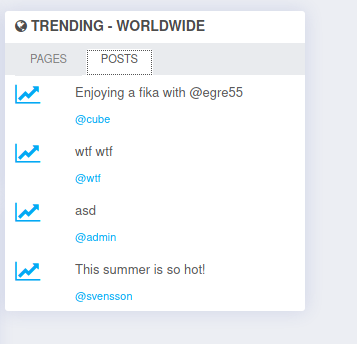 TRENDING - WORLDWIDE
PAGES POSTS
Enjoying a fika with @egre55
@cube
wtf wtf
@wtf
asd
@admin
This summer is so hot!
@svensson